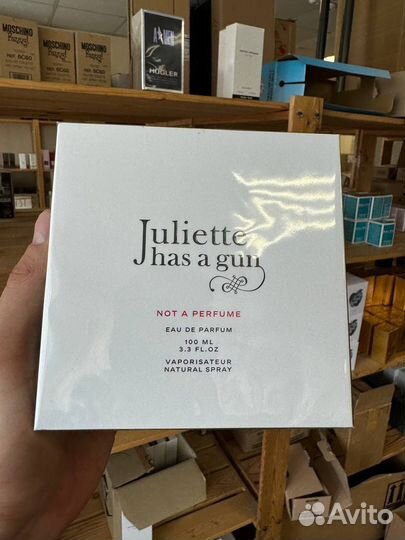 MOSCHINO
MOSCHINO
MUGLER
Juliette
has a gun
NOT A PERFUME
EAU DE PARFUM
100 ML
3.3 FL.OZ
VAPORISATEUR
NATURAL SPRAY
Avito